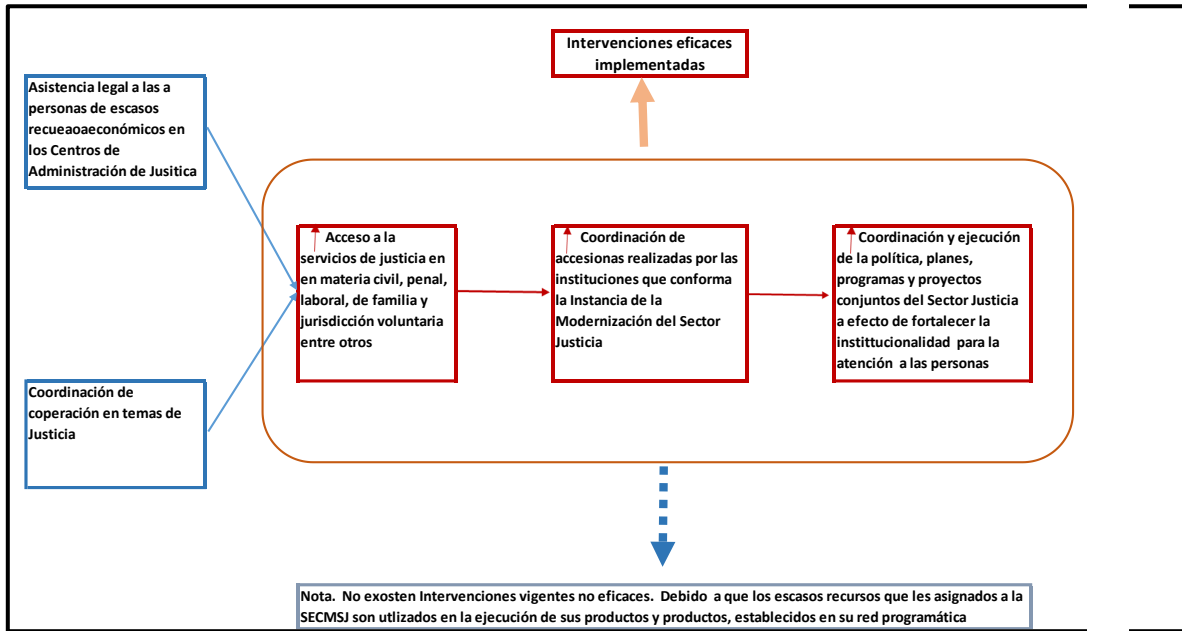 Intervenciones eficaces
implementadas
Asistencia legal a las a
personas de escasos
recueaoaeconómicos en
los Centros de
Administración de Jusitica
Acceso a la
servicios de justicia en
en materia civil, penal,
laboral, de familia y
jurisdicción voluntaria
entre otros
Coordinación de
accesionas realizadas por las
instituciones que conforma
la Instancia de la
Modernización del Sector
Justicia
Coordinación y ejecución
de la política, planes,
programas y proyectos
conjuntos del Sector Justicia
a efecto de fortalecer la
instittucionalidad para la
atención a las personas
Coordinación de
coperación en temas de
Justicia
Nota. No exosten Intervenciones vigentes no eficaces. Debido a que los escasos recursos que les asignados a la
SECMSJ son utlizados en la ejecución de sus productos y productos, establecidos en su red programática